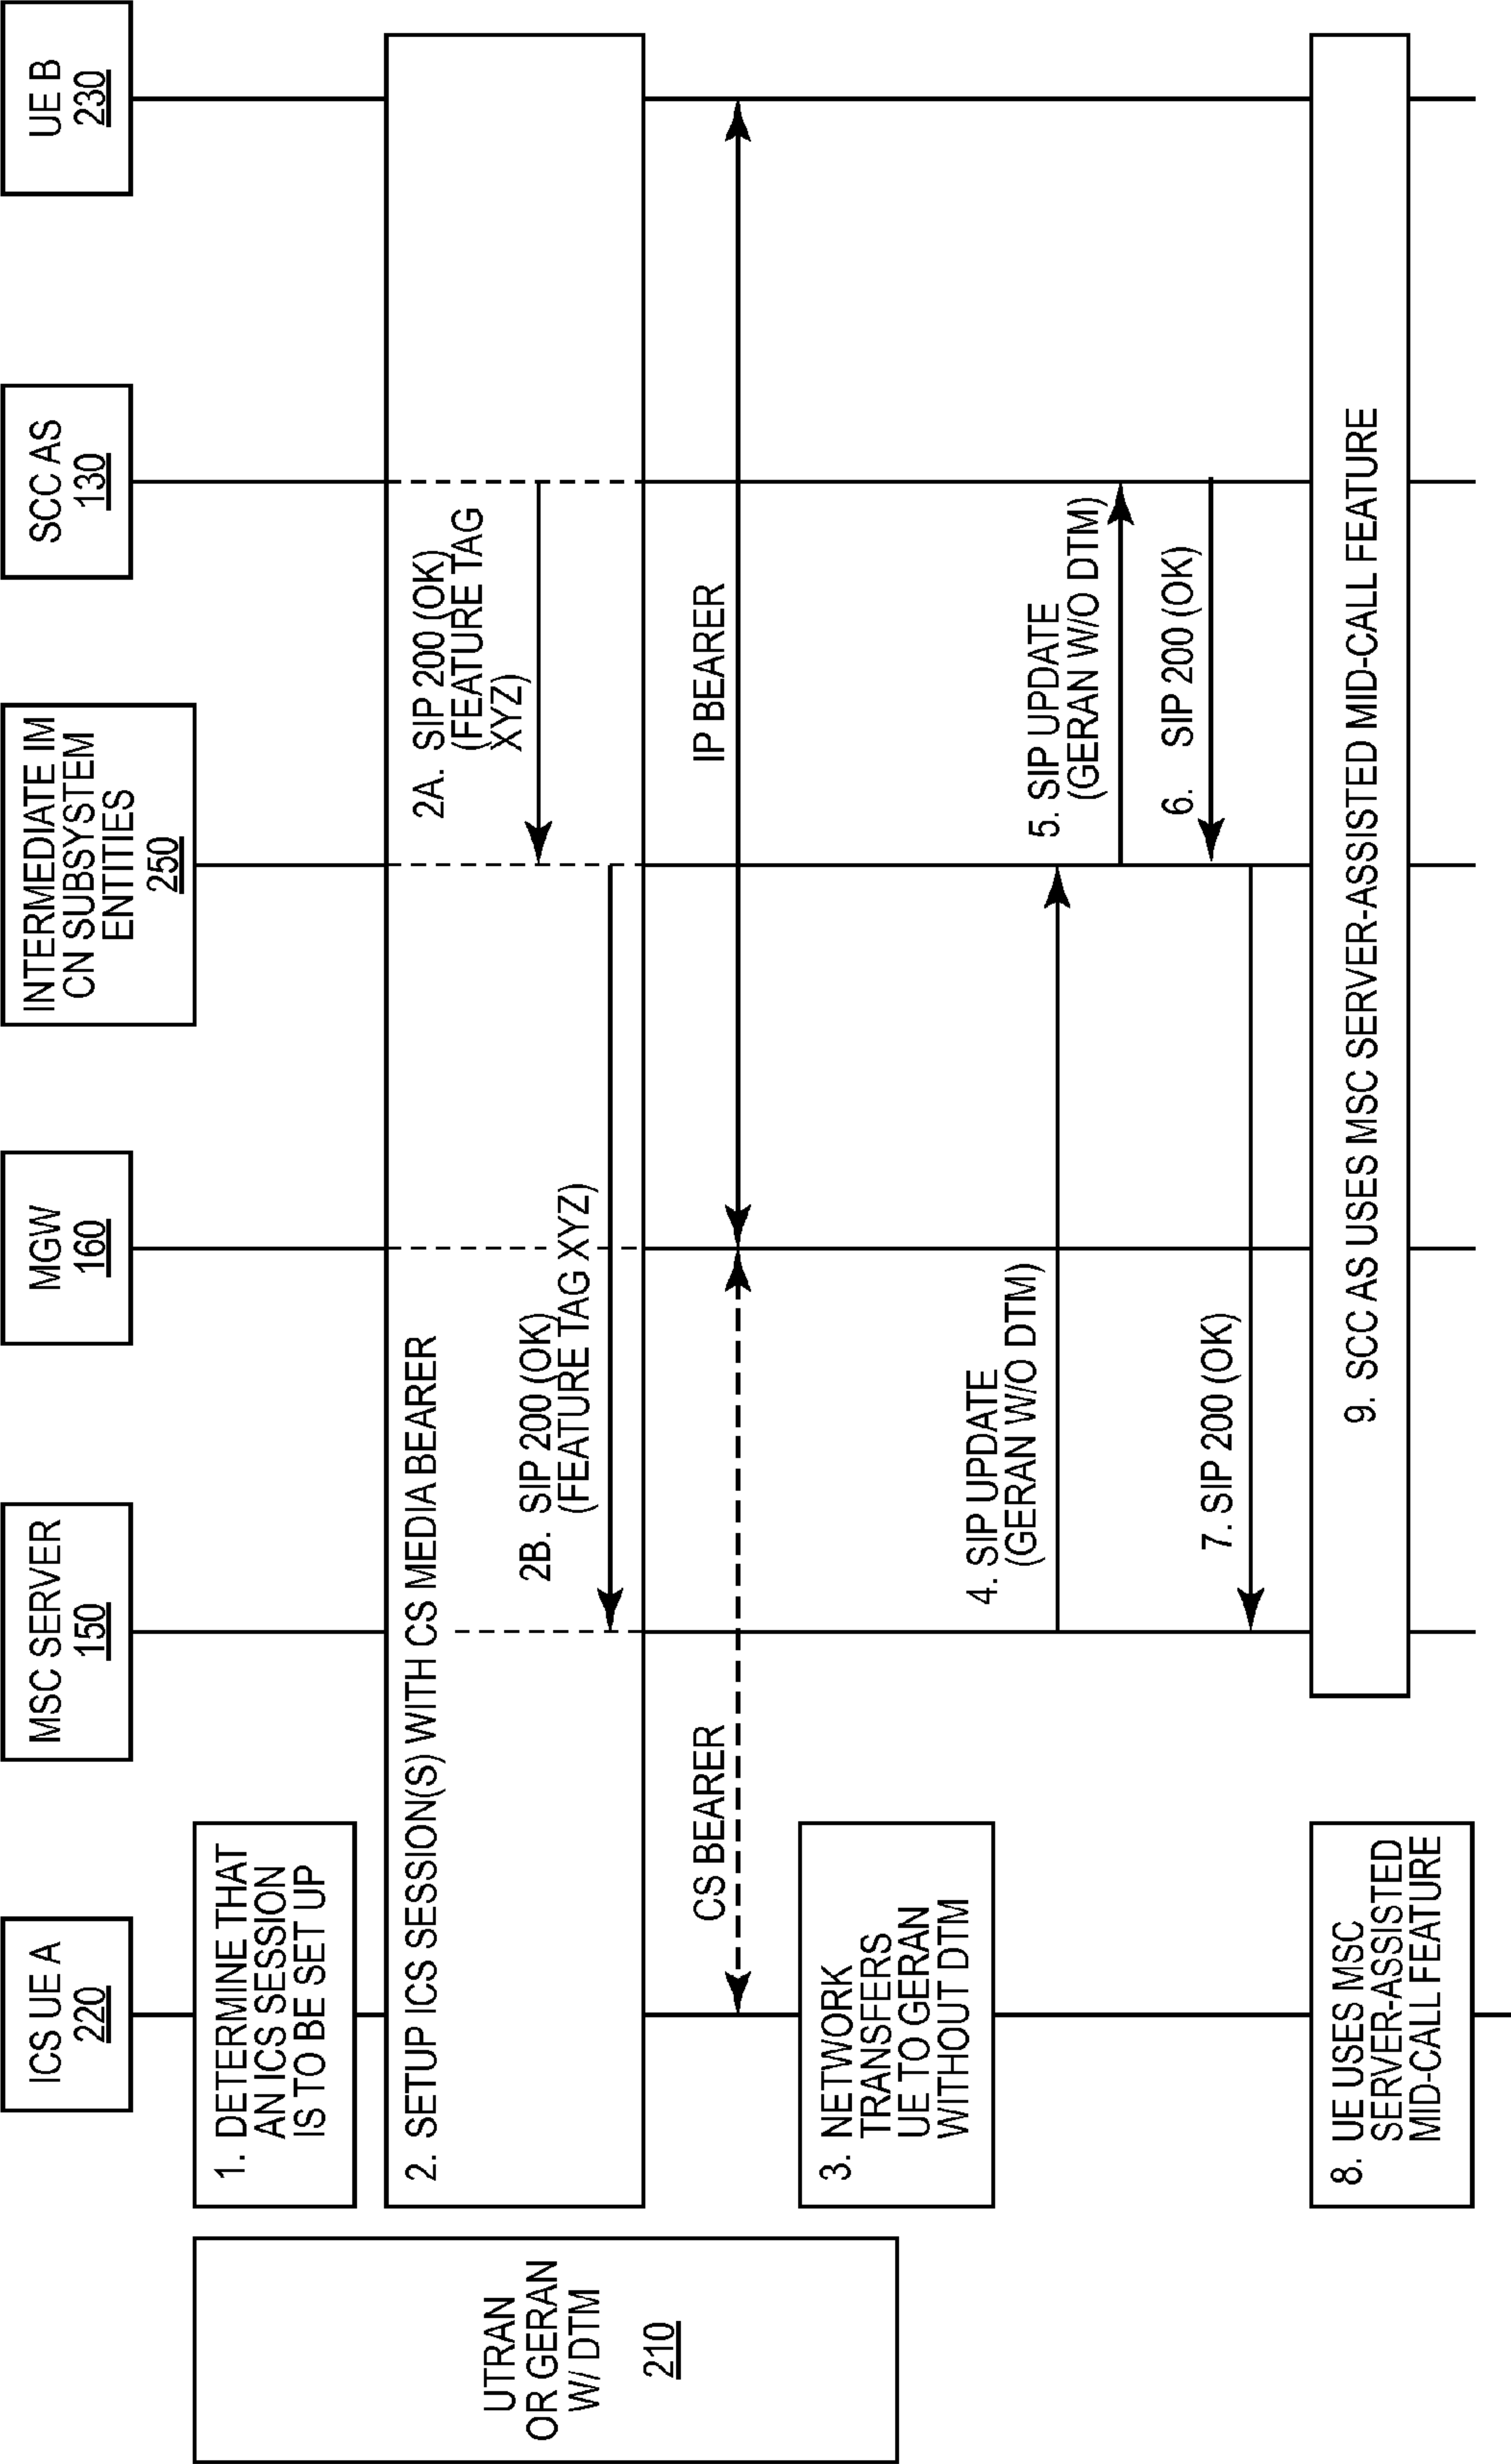 UTRAN
OR GERAN
W/ DTM
210
ICS UE A
220
MSC SERVER
150
MGW
160
INTERMEDIATE IM
CN SUBSYSTEM
ENTITIES
250
SCC AS
130
UE B
230
1. DETERMINE THAT
AN ICS SESSION
IS TO BE SET UP
2. SETUP ICS SESSION(S) WITH CS MEDIA BEARER
2A. SIP 200 (OK)
(FEATURE TAG
XYZ)
2B. SIP 200 (OK)
(FEATURE TAG XYZ)
CS BEARER
IP BEARER
3. NETWORK
TRANSFERS
UE TO GERAN
WITHOUT DTM
4. SIP UPDATE
(GERAN W/O DTM)
5. SIP UPDATE
(GERAN W/O DTM)
6. SIP 200 (OK)
7. SIP 200 (OK)
8. UE USES MSC
SERVER-ASSISTED
MID-CALL FEATURE
9. SCC AS USES MSC SERVER-ASSISTED MID-CALL FEATURE